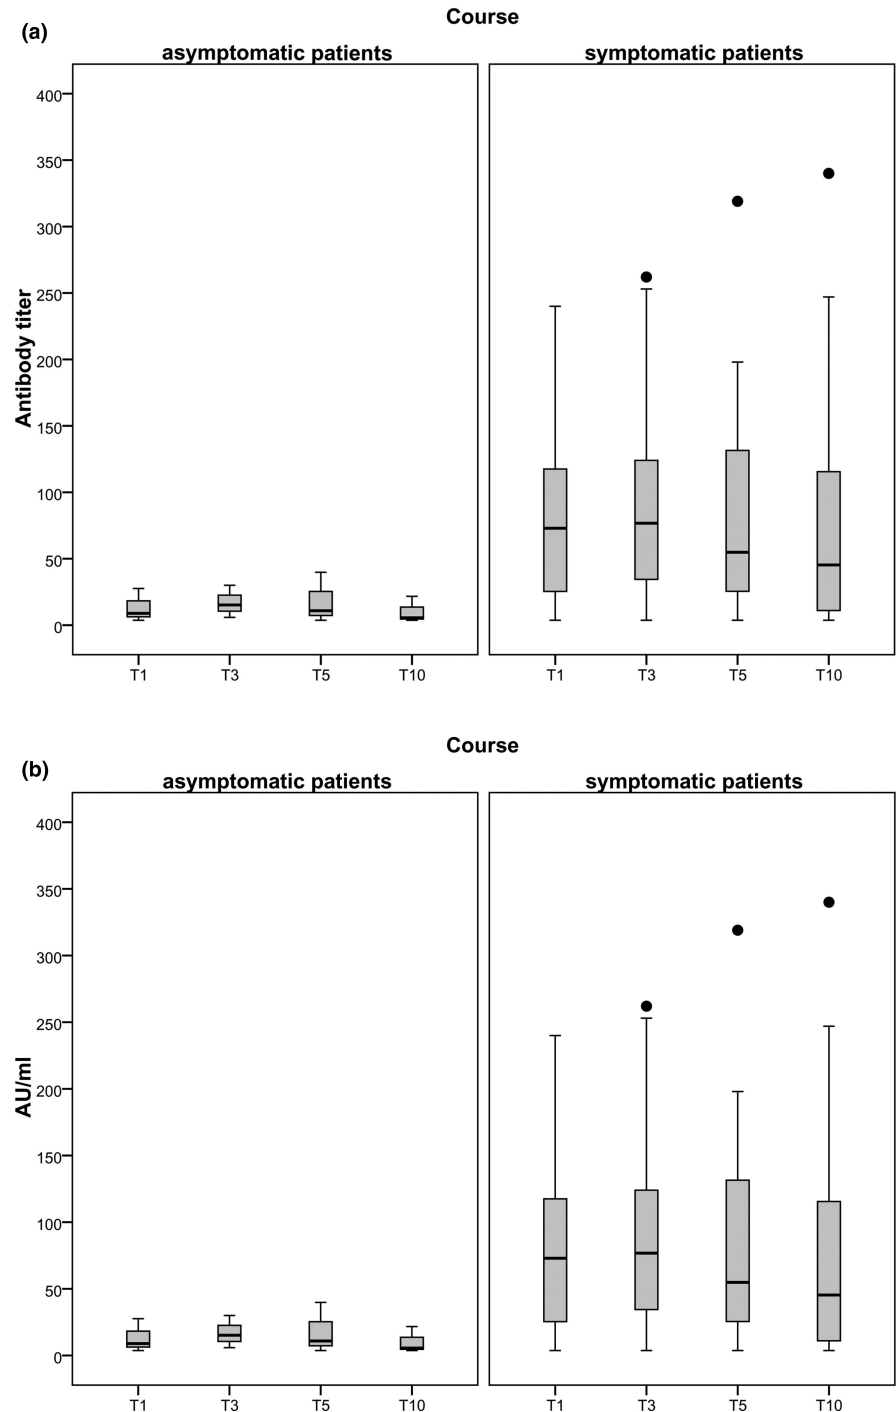 (a)
Course
asymptomatic patients
symptomatic patients
Antibody titer
400
350
300
250
200
150
100
50
0
T1 T3 T5 T10
T1 T3 T5 T10
(b)
Course
asymptomatic patients
symptomatic patients
AU/ml
400
350
300
250
200
150
100
50
0
T1 T3 T5 T10
T1 T3 T5 T10